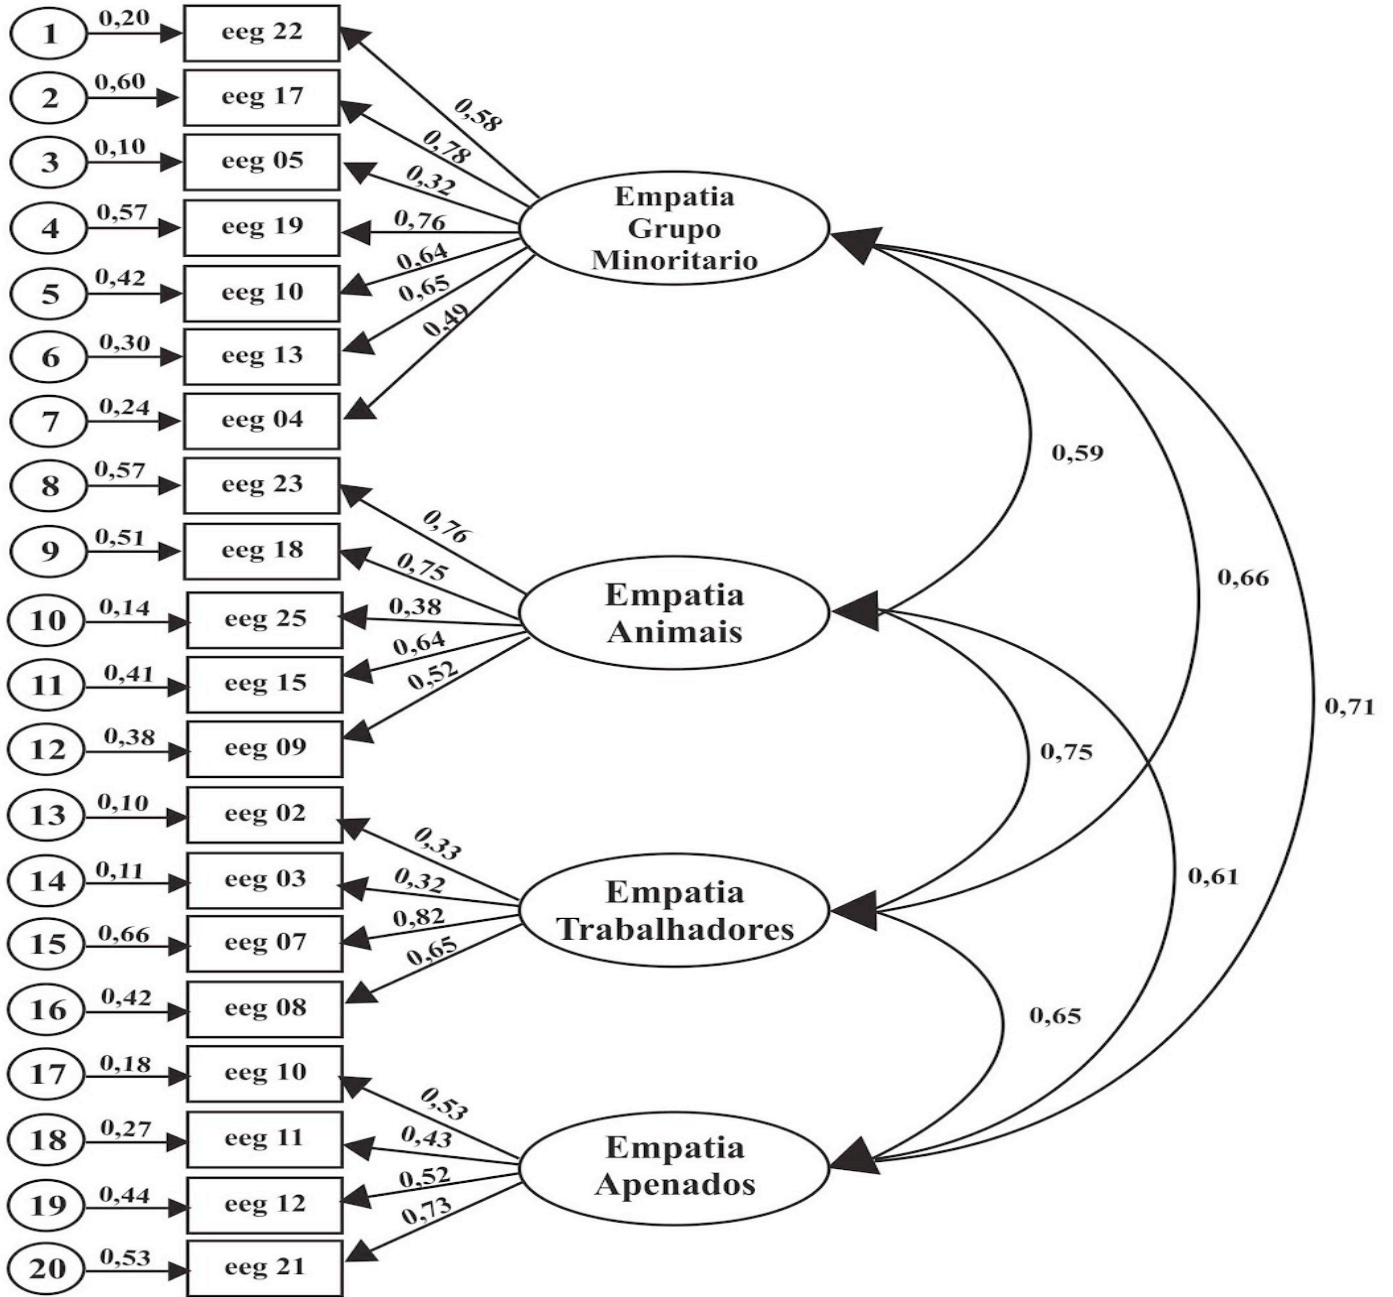 1 0,20 eeg 22
2 0,60 eeg 17
3 0,10 eeg 05
4 0,57 eeg 19
5 0,42 eeg 10
6 0,30 eeg 13
7 0,24 eeg 04
0,58
0,78
0,32
0,76
0,64
0,65
0,49
Empatia
Grupo
Minoritario
8 0,57 eeg 23
9 0,51 eeg 18
10 0,14 eeg 25
11 0,41 eeg 15
12 0,38 eeg 09
0,76
0,75
0,38
0,64
0,52
Empatia
Animais
13 0,10 eeg 02
14 0,11 eeg 03
15 0,66 eeg 07
16 0,42 eeg 08
0,33
0,32
0,82
0,65
Empatia
Trabalhadores
17 0,18 eeg 10
18 0,27 eeg 11
19 0,44 eeg 12
20 0,53 eeg 21
0,53
0,43
0,52
0,73
Empatia
Apenados
0,59
0,66
0,71
0,75
0,61
0,65